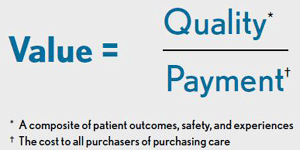 Quality*
Value =
Payment†
* A composite of patient outcomes, safety, and experiences
† The cost to all purchasers of purchasing care